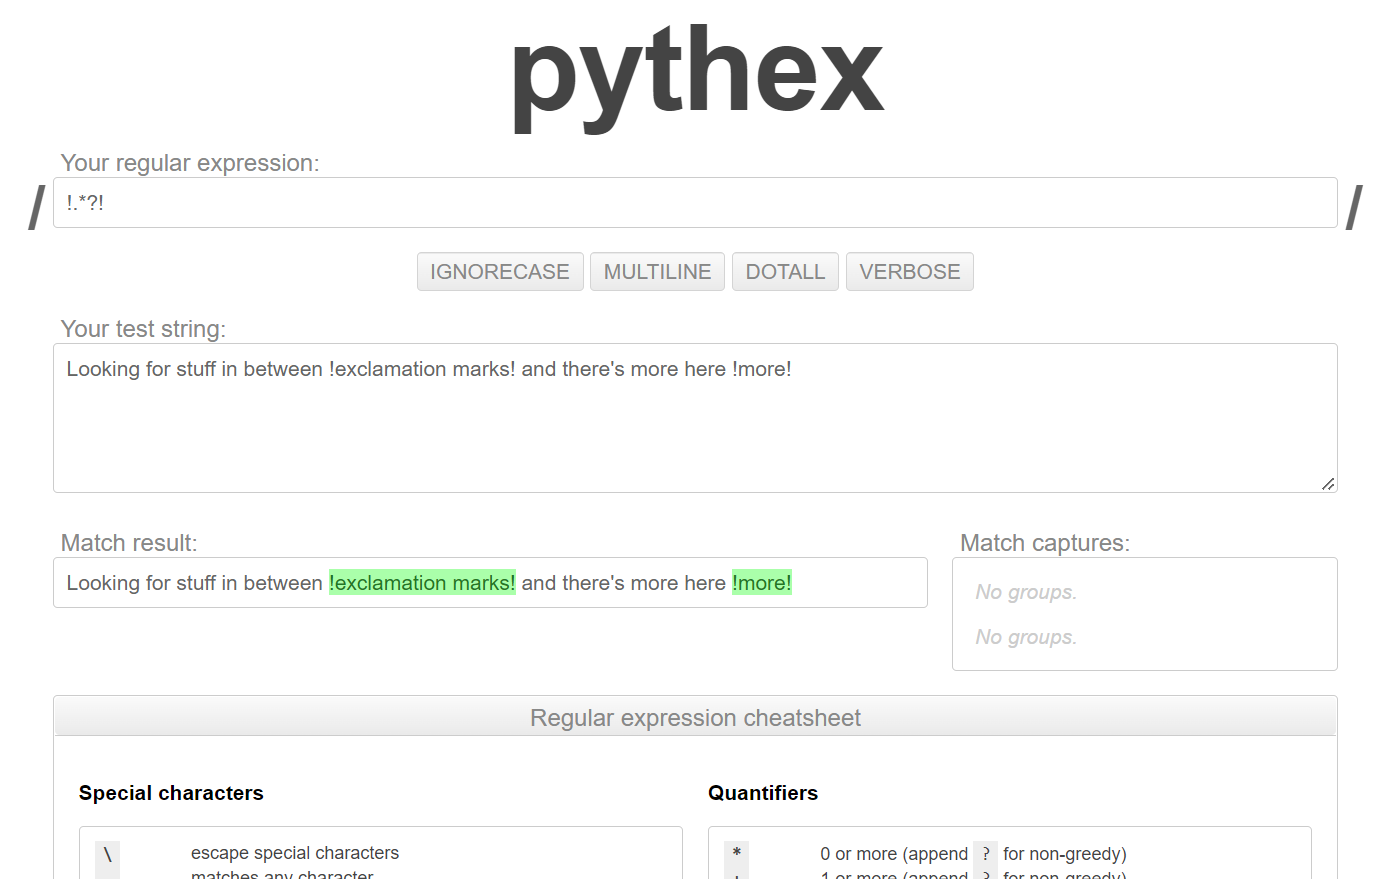 pythex
Your regular expression:
/ !.*?! /
IGNORECASE MULTILINE DOTALL VERBOSE
Your test string:
Looking for stuff in between !exclamation marks! and there's more here !more!
Match result:
Looking for stuff in between !exclamation marks! and there's more here !more!
Match captures:
No groups.
No groups.
Regular expression cheatsheet
Special characters
\ escape special characters
matches any character
Quantifiers
* 0 or more (append ? for non-greedy)
1 or more (append ? for non-greedy)